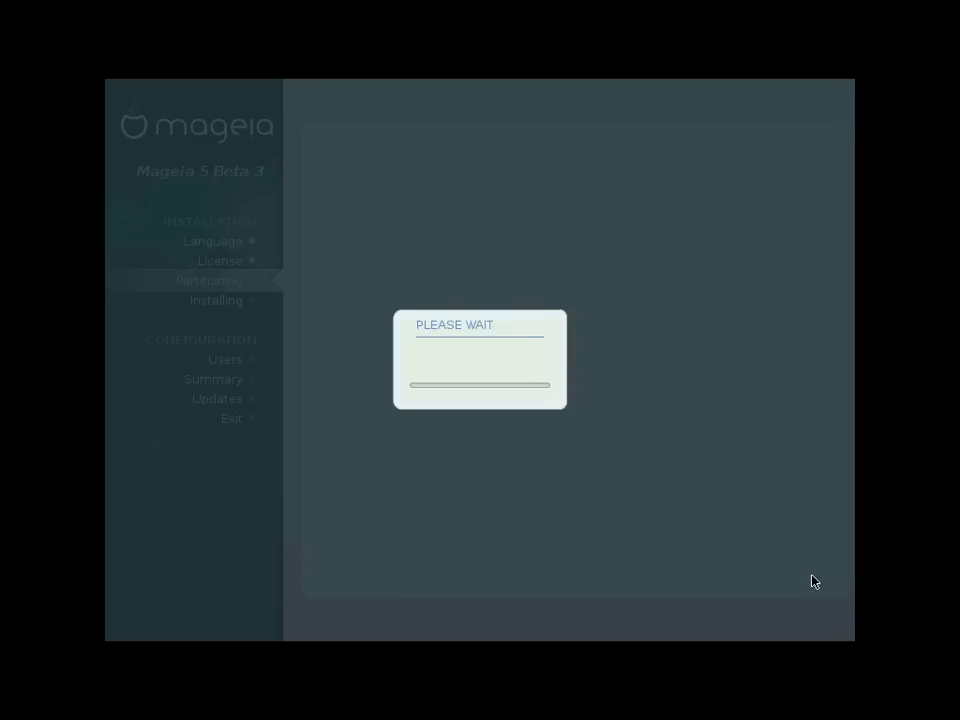 mageia
Mageia 5 Beta 3
INSTALLATION
Language
License
Partitioning
Installing
CONFIGURATION
Users
Summary
Updates
Exit
PLEASE WAIT